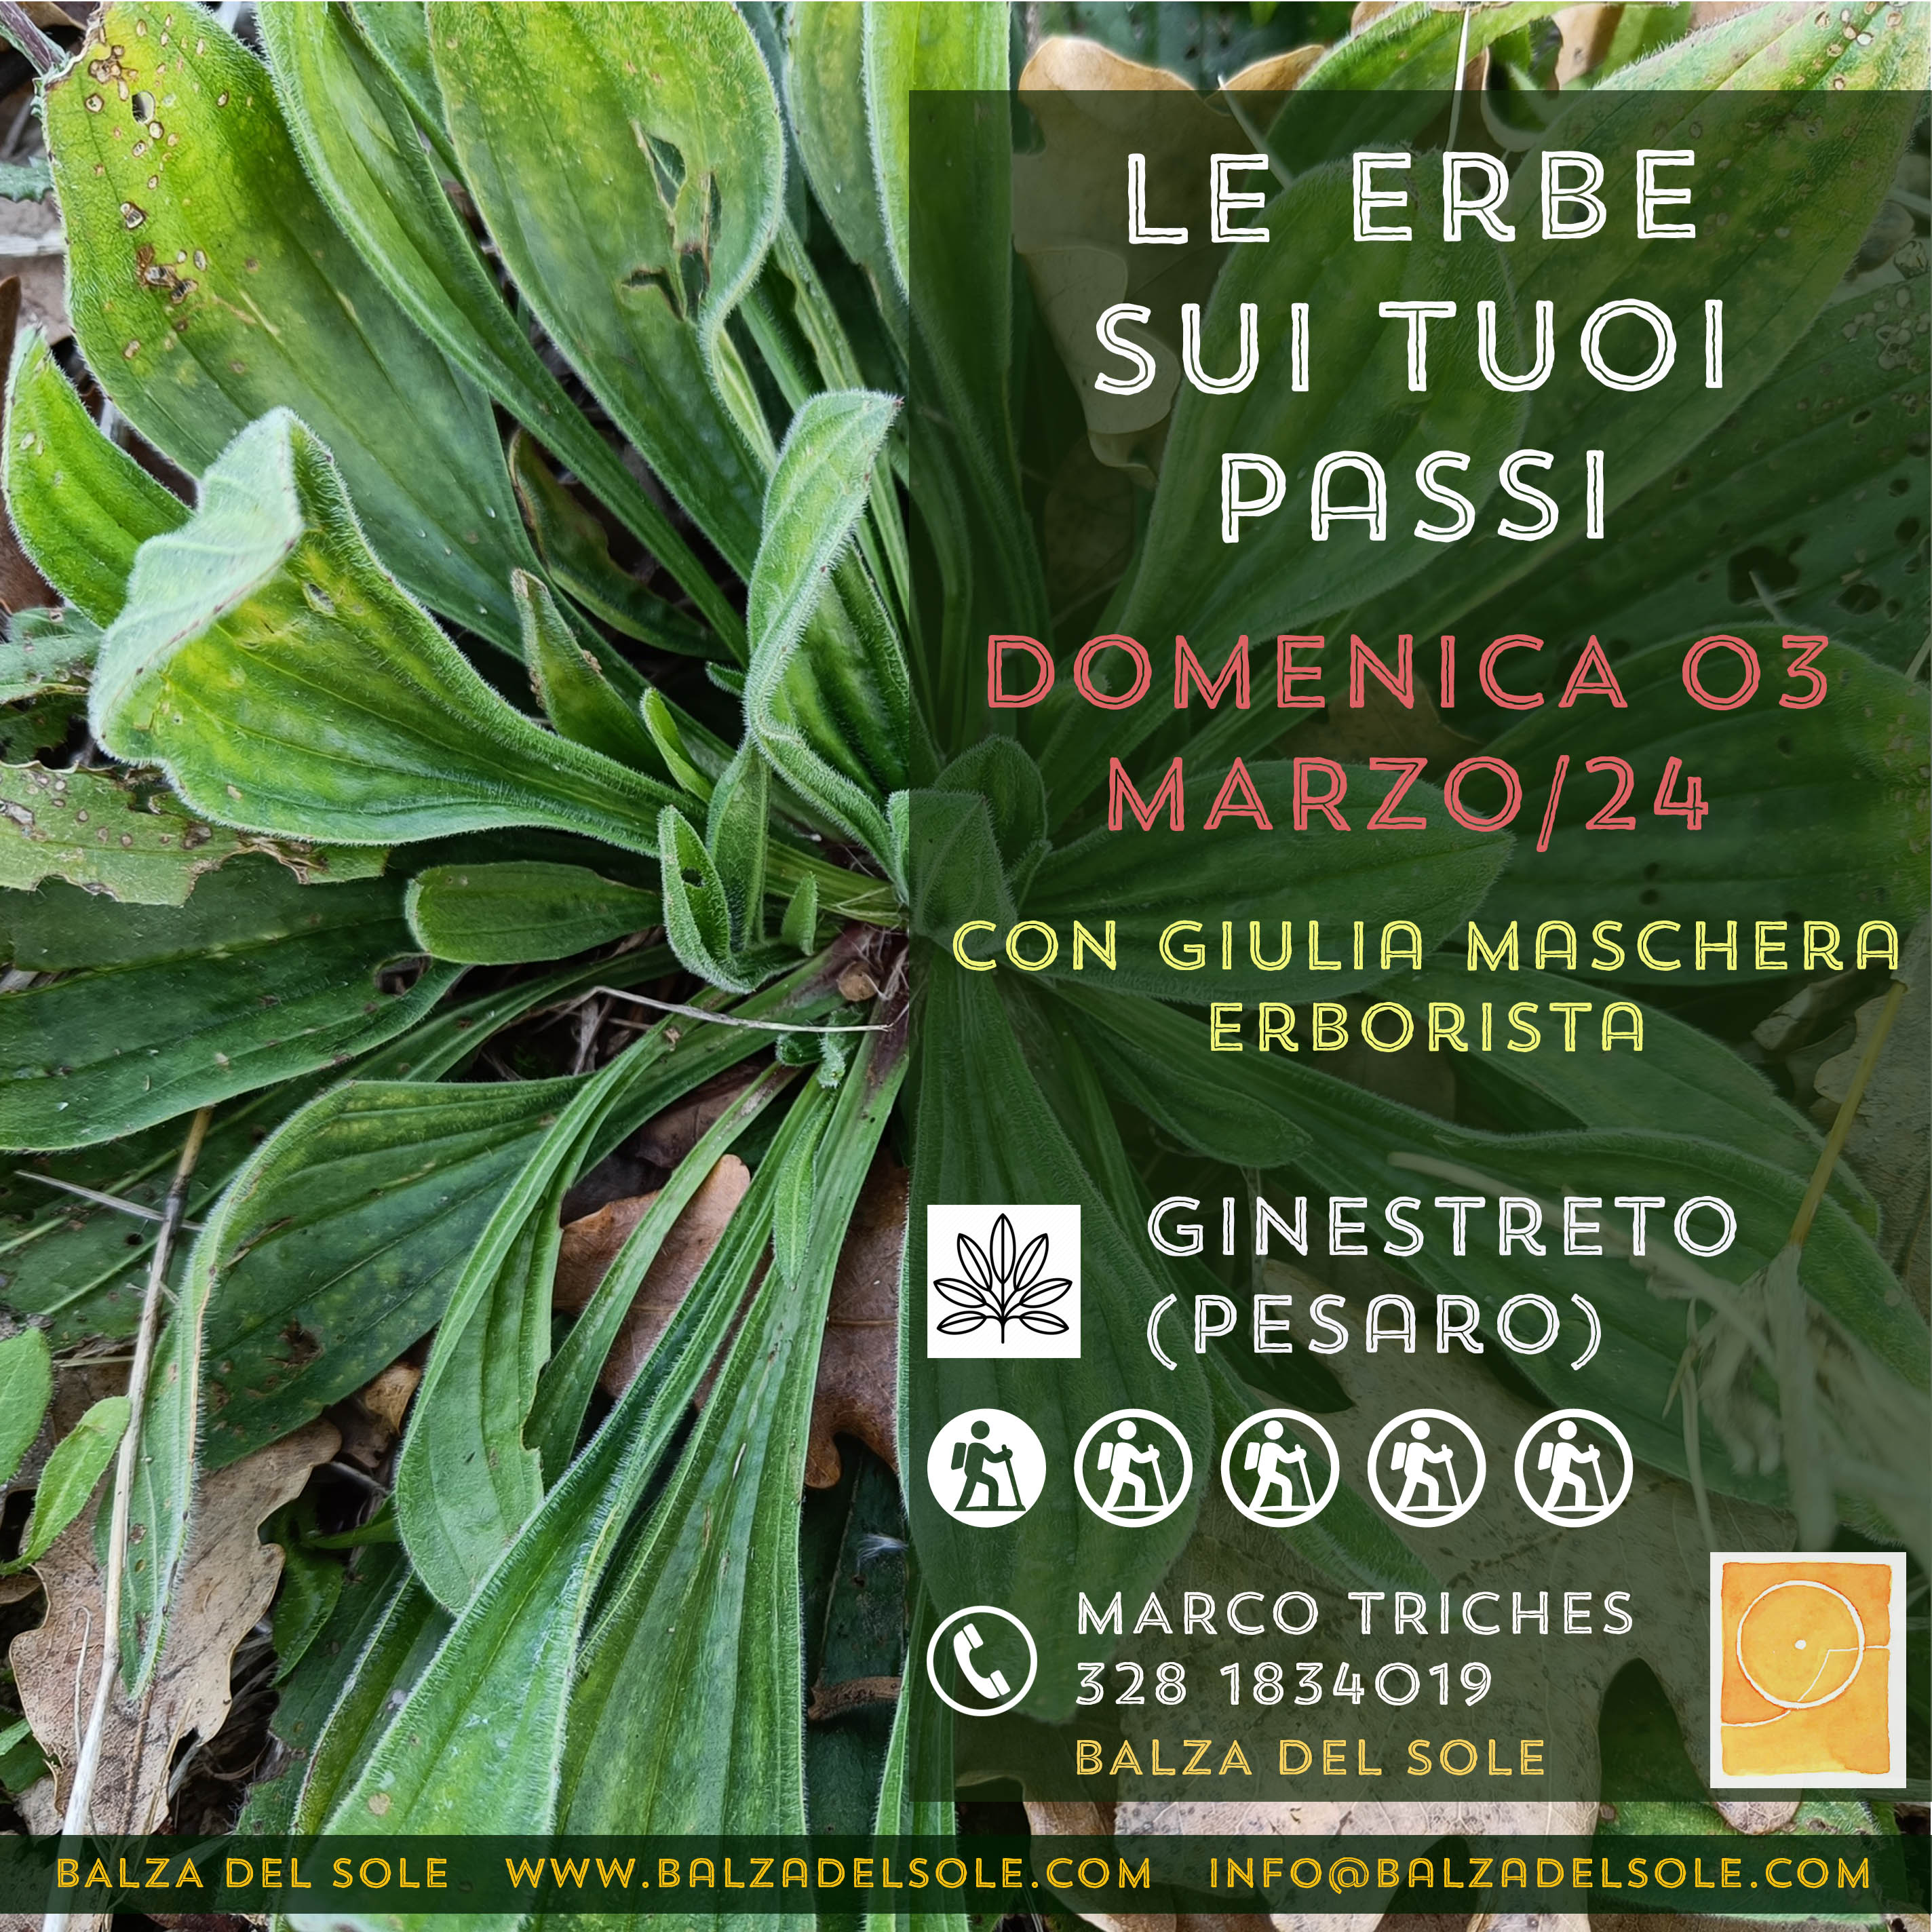 LE ERBE
SUI TUOI
PASSI
DOMENICA 03
MARZO/24
CON GIULIA MASCHERA
ERBORISTA
GINESTRETO
(PESARO)
MARCO TRICHES
328 1834019
BALZA DEL SOLE
BALZA DEL SOLE WWW.BALZADELSOLE.COM INFO@BALZADELSOLE.COM